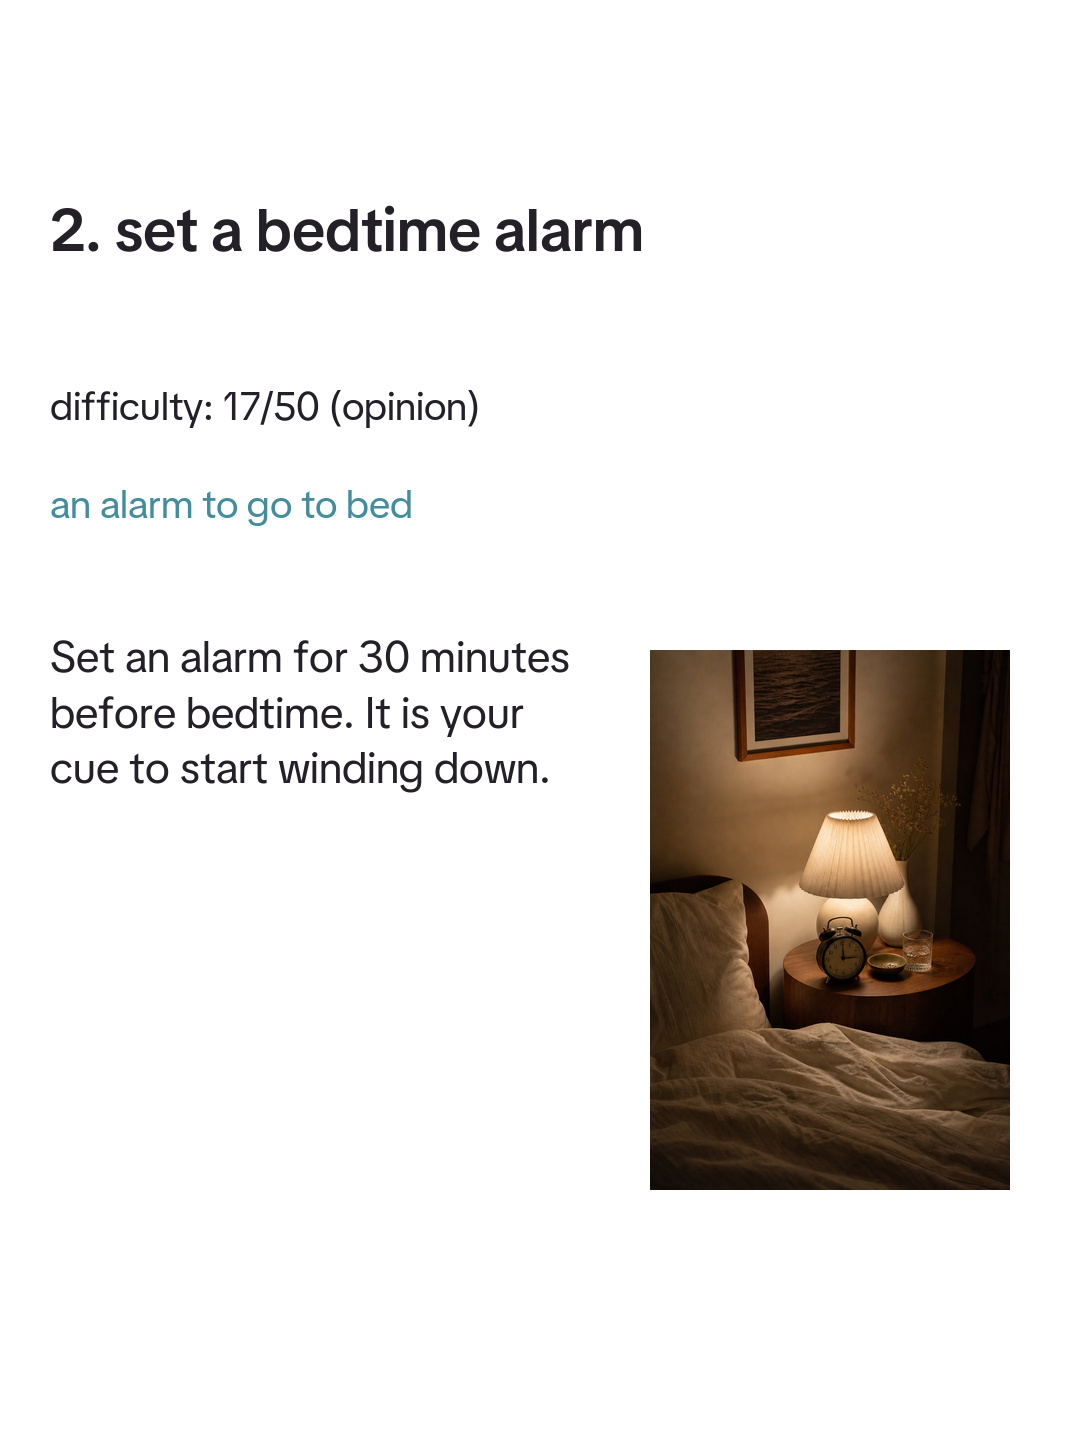 2. set a bedtime alarm
difficulty: 17/50 (opinion)
an alarm to go to bed
Set an alarm for 30 minutes
before bedtime. It is your
cue to start winding down.